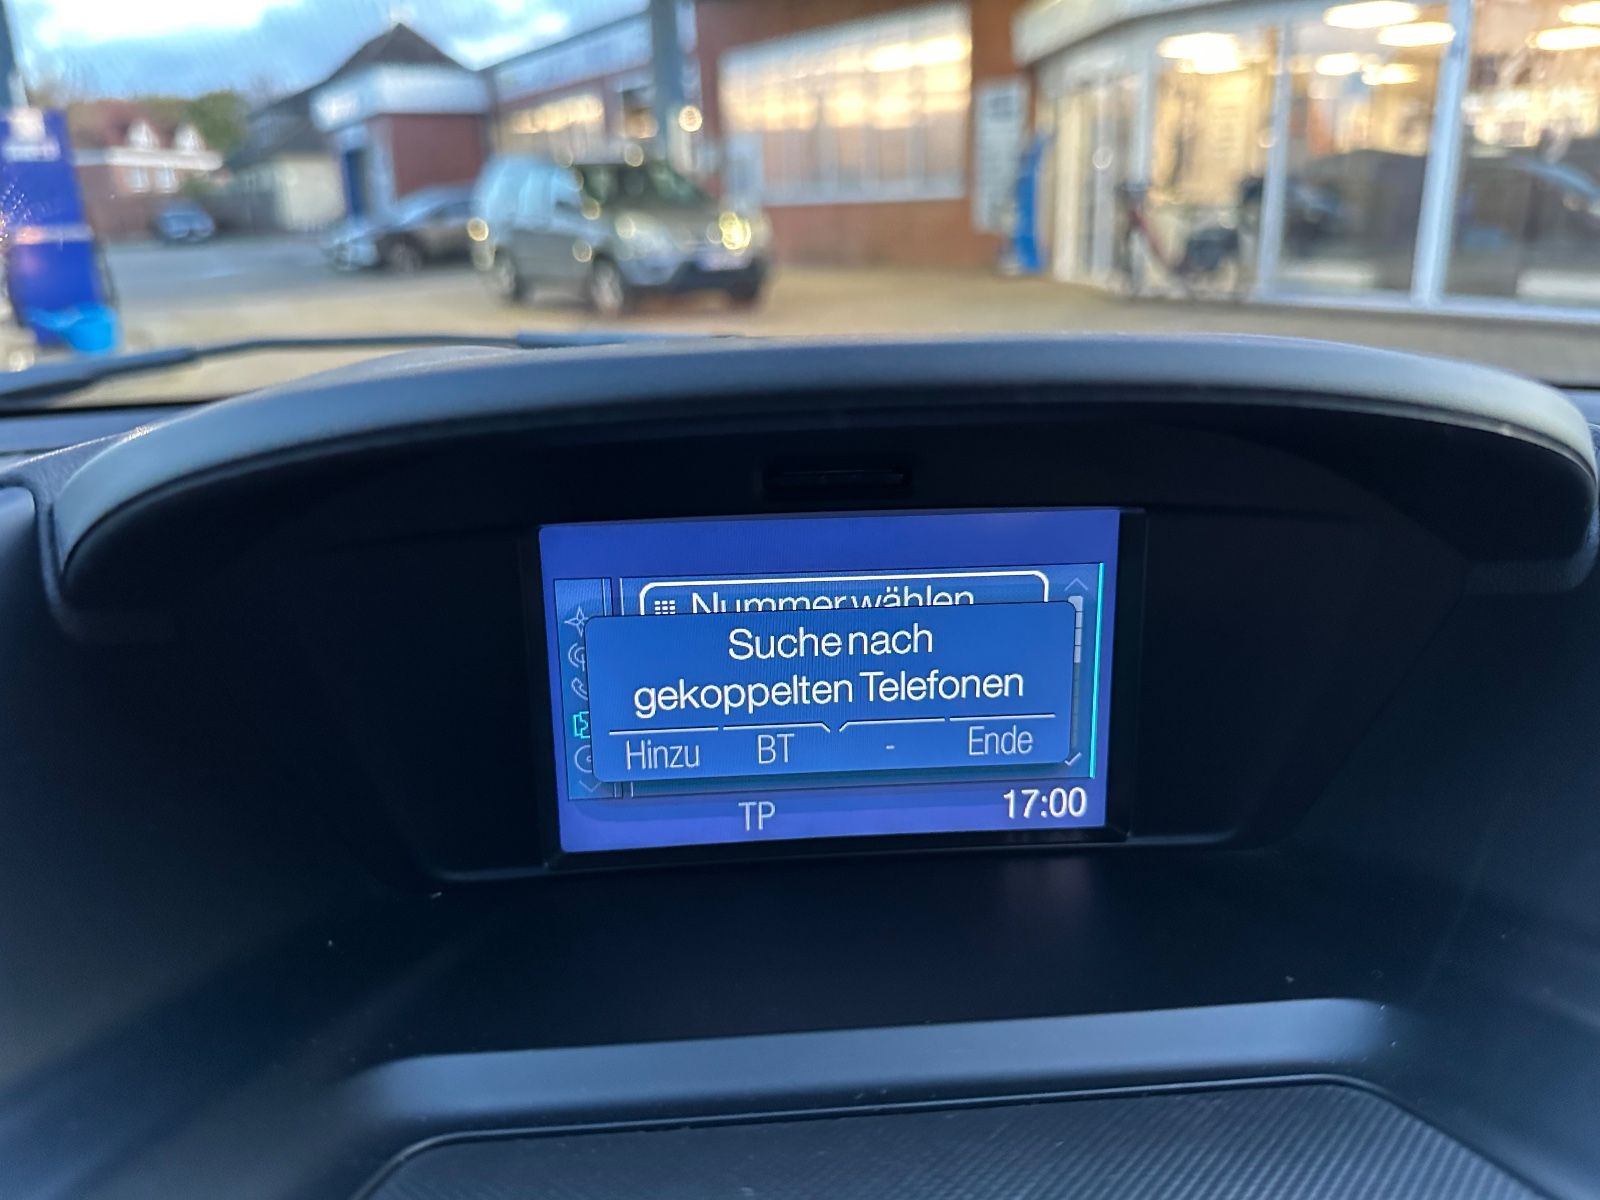 Nummer wählen
Suche nach
gekoppelten Telefonen
Hinzu BT - Ende
TP 17:00